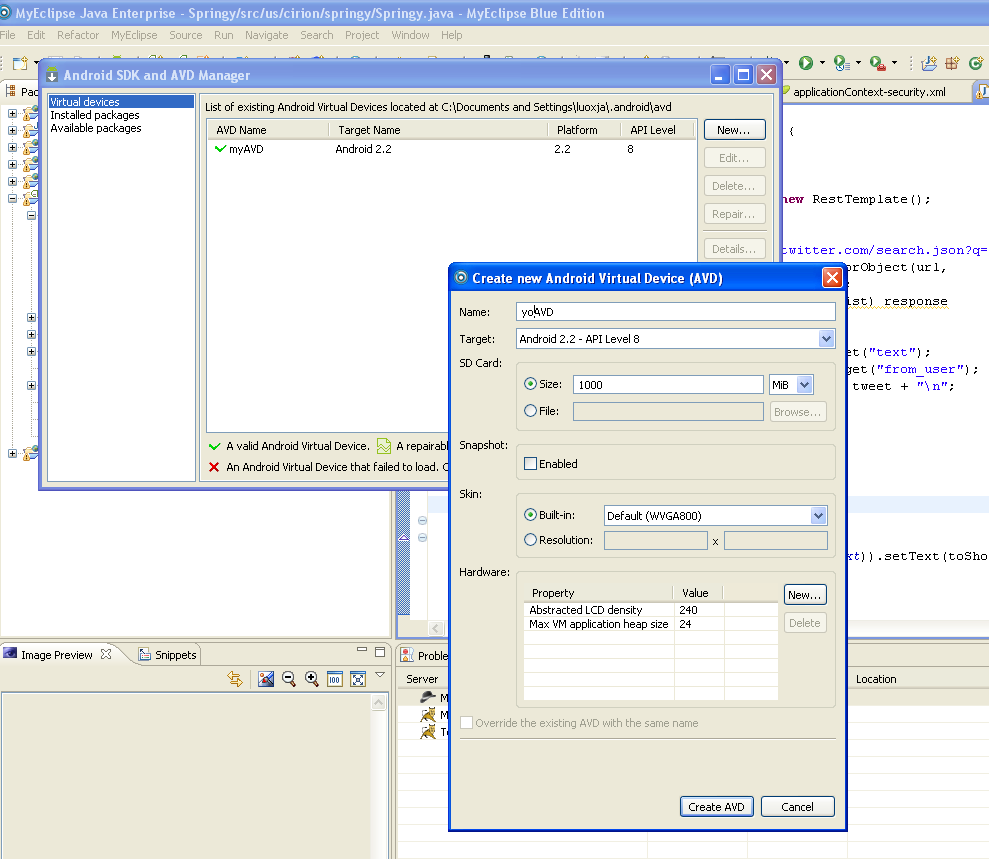 MyEclipse Java Enterprise - Springy/src/us/cirion/springy/Springy.java - MyEclipse Blue Edition
File Edit Refactor MyEclipse Source Run Navigate Search Project Window Help
Android SDK and AVD Manager
applicationContext-security.xml
Virtual devices
Installed packages
Available packages
List of existing Android Virtual Devices located at C:\Documents and Settings\luoxja\.android\avd
AVD Name Target Name Platform API Level
myAVD Android 2.2 2.2 8
New...
Edit...
Delete...
Repair...
Details...
A valid Android Virtual Device. A repairabl
An Android Virtual Device that failed to load.
{
new RestTemplate();
twitter.com/search.json?q=
orObject(url,
ist) response
et("text");
get("from_user");
tweet + "\n";
xt)).setText(toSho
Create new Android Virtual Device (AVD)
Name: yoAVD
Target: Android 2.2 - API Level 8
SD Card:
Size: 1000 MiB
File: Browse...
Snapshot:
Enabled
Skin:
Built-in: Default (WVGA800)
Resolution: x
Hardware:
Property Value New...
Abstracted LCD density 240
Max VM application heap size 24
Delete
Override the existing AVD with the same name
Create AVD Cancel
Image Preview Snippets
100
Proble
Server Location